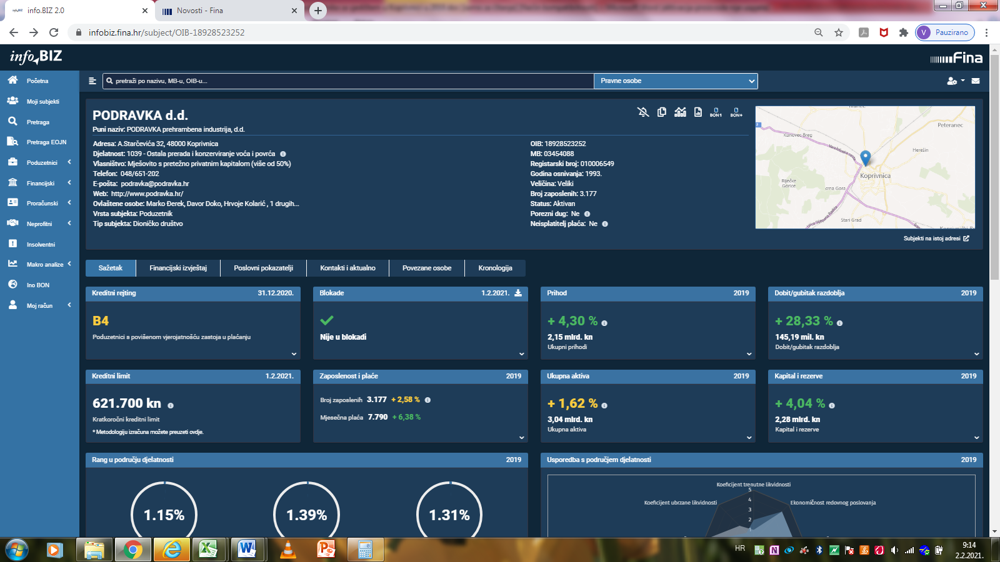 info.BIZ 2.0
Novosti - Fina
infobiz.fina.hr/subject/OIB-18928523252
V Pauzirano
info BIZ
Fina
Početna
Moji subjekti
Pretraga
Pretraga EOJN
Poduzetnici
Financijski
Proračunski
Neprofitni
Insolventni
Makro analize
Ino BON
Moj račun
pretraži po nazivu, MB-u, OIB-u...
Pravne osobe
PODRAVKA d.d.
BON1
BON+
Puni naziv: PODRAVKA prehrambena industrija, d.d.
Adresa: A.Starčevića 32, 48000 Koprivnica
Djelatnost: 1039 - Ostala prerada i konzerviranje voća i povrća
Vlasništvo: Mješovito s pretežno privatnim kapitalom (više od 50%)
Telefon: 048/651-202
E-pošta: podravka@podravka.hr
Web: http://www.podravka.hr/
Ovlaštene osobe: Marko Đerek, Davor Doko, Hrvoje Kolarić , 1 drugih...
Vrsta subjekta: Poduzetnik
Tip subjekta: Dioničko društvo
OIB: 18928523252
MB: 03454088
Registarski broj: 010006549
Godina osnivanja: 1993.
Veličina: Veliki
Broj zaposlenih: 3.177
Status: Aktivan
Porezni dug: Ne
Neisplatitelj plaća: Ne
Peteranec
Kunovec Breg
Herešin
Koprivnica
Rječke
Gorice
crna Gora
Stari Grad
Subjekti na istoj adresi
Sažetak
Financijski izvještaj
Poslovni pokazatelji
Kontakti i aktualno
Povezane osobe
Kronologija
Kreditni rejting 31.12.2020.
B4
Poduzetnici s povišenom vjerojatnošću zastoja u plaćanju
Blokade 1.2.2021.
Nije u blokadi
Prihod 2019
+ 4,30 %
2,15 mlrd. kn
Ukupni prihodi
Dobit/gubitak razdoblja 2019
+ 28,33 %
145,19 mil. kn
Dobit/gubitak razdoblja
Kreditni limit 1.2.2021.
621.700 kn
Kratkoročni kreditni limit
* Metodologiju izračuna možete preuzeti ovdje.
Zaposlenost i plaće 2019
Broj zaposlenih 3.177 + 2,58 %
Mjesečna plaća 7.790 + 6,38 %
Ukupna aktiva 2019
+ 1,62 %
3,04 mlrd. kn
Ukupna aktiva
Kapital i rezerve 2019
+ 4,04 %
2,28 mlrd. kn
Kapital i rezerve
Rang u području djelatnosti 2019
1.15%
1.39%
1.31%
Usporedba s područjem djelatnosti 2019
Koeficijent trenutne likvidnosti
Koeficijent ubrzane likvidnosti
Ekonomičnost redovnog poslovanja
5
4
3
2
1
HR
9:14
2.2.2021.